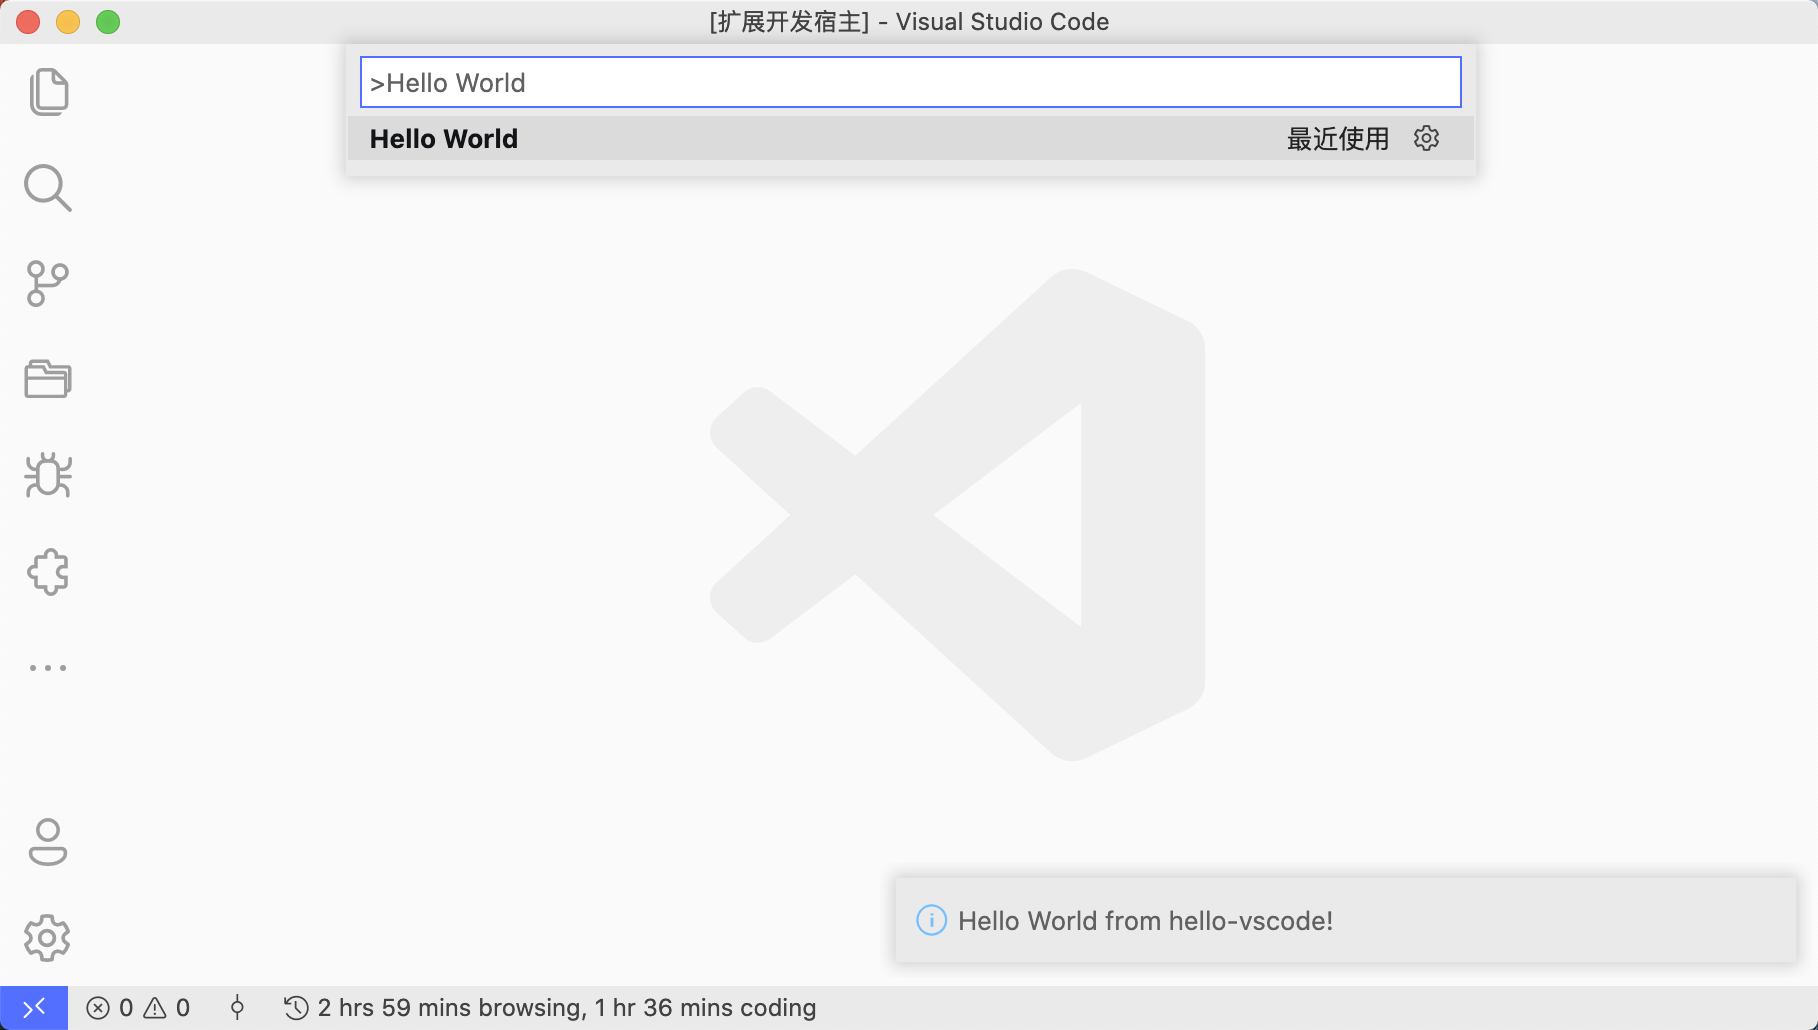 [扩展开发宿主] - Visual Studio Code
>Hello World
Hello World 最近使用
Hello World from hello-vscode!
0 0 2 hrs 59 mins browsing, 1 hr 36 mins coding